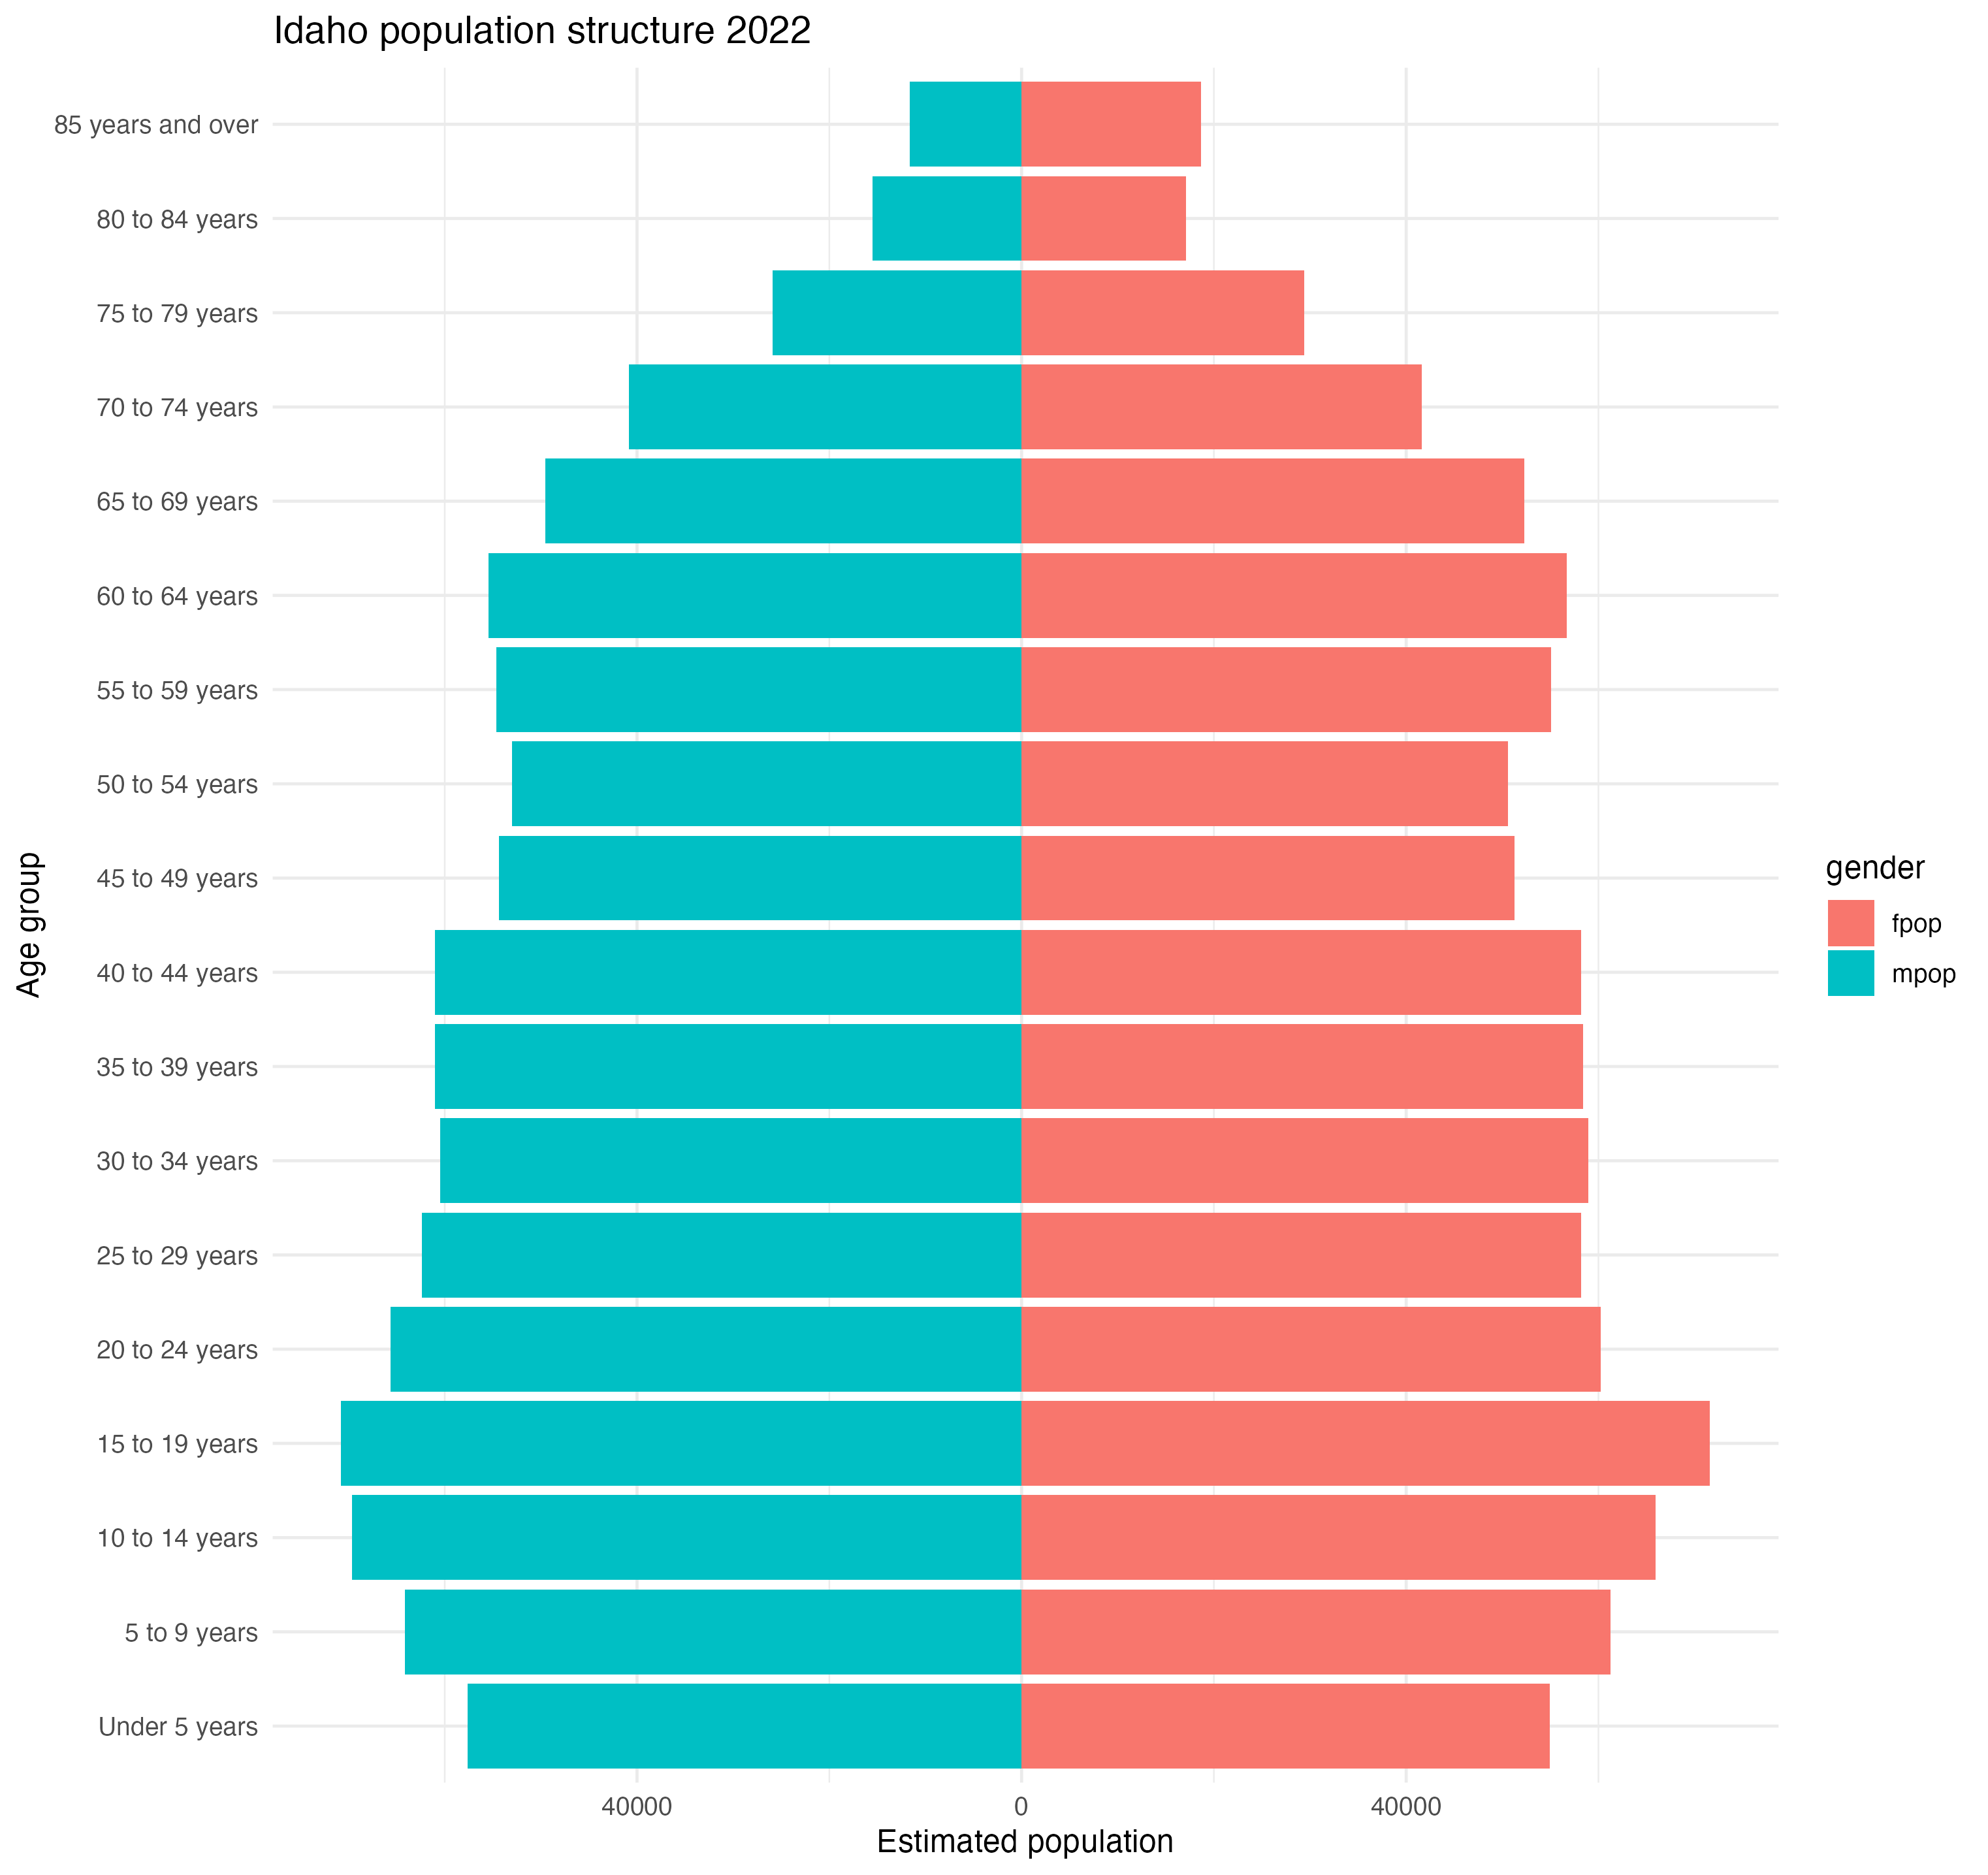 Idaho population structure 2022
85 years and over
80 to 84 years
75 to 79 years
70 to 74 years
65 to 69 years
60 to 64 years
55 to 59 years
50 to 54 years
45 to 49 years
40 to 44 years
35 to 39 years
30 to 34 years
25 to 29 years
20 to 24 years
15 to 19 years
10 to 14 years
5 to 9 years
Under 5 years
Age group
40000 0 40000
Estimated population
gender
fpop
mpop